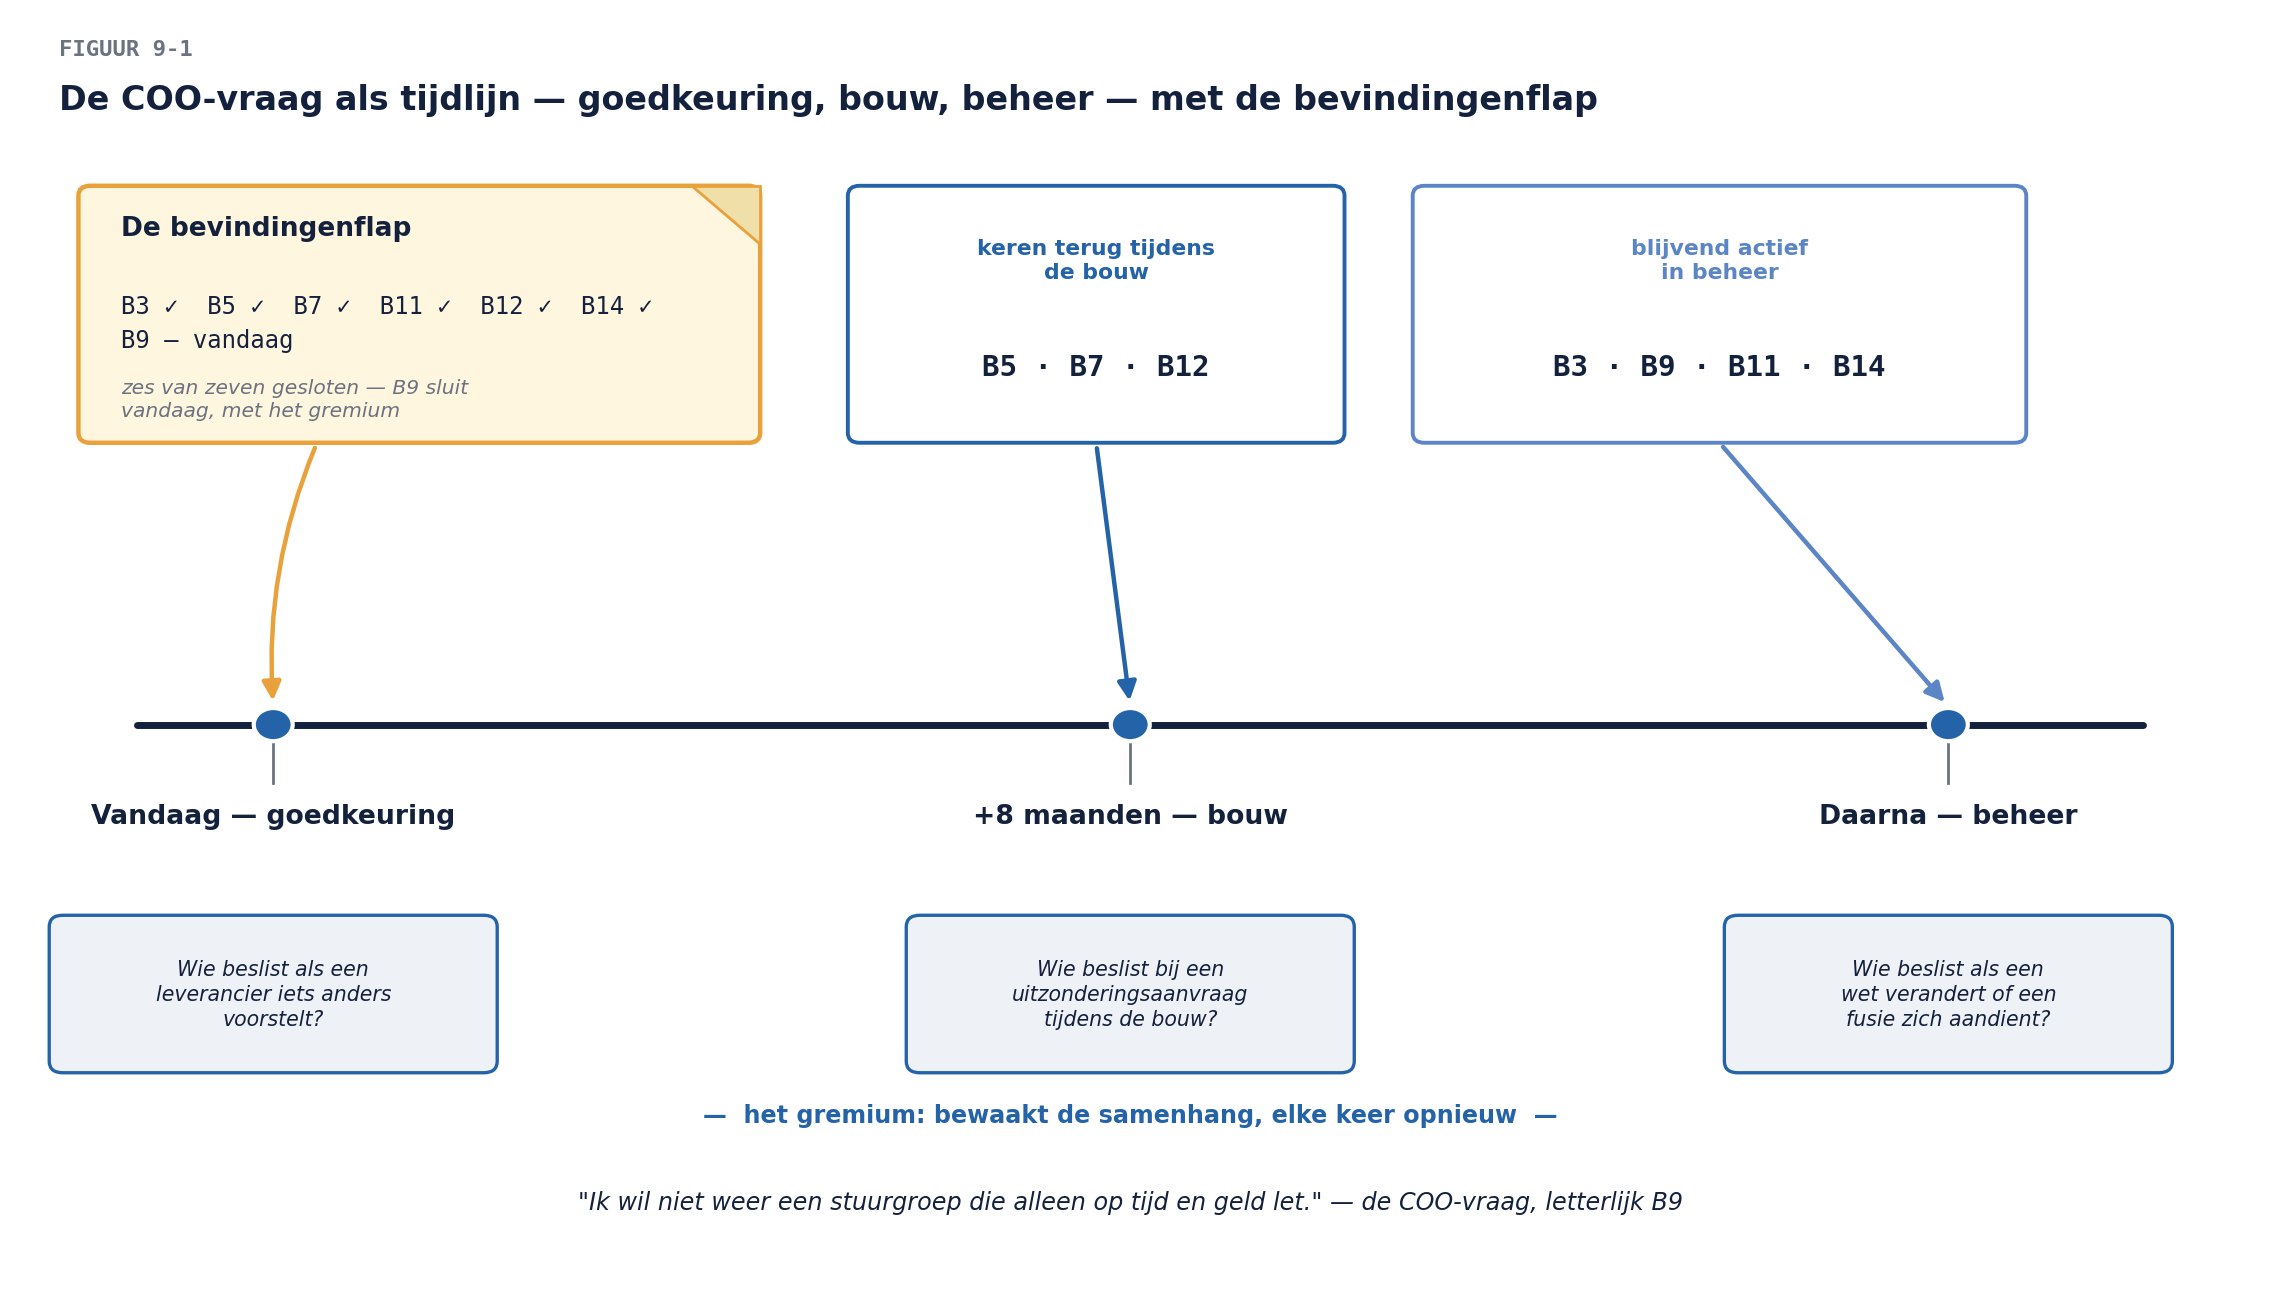 FIGUUR 9-1
De COO-vraag als tijdlijn — goedkeuring, bouw, beheer — met de bevindingenflap
De bevindingenflap
B3 ✓ B5 ✓ B7 ✓ B11 ✓ B12 ✓ B14 ✓
B9 — vandaag
zes van zeven gesloten — B9 sluit
vandaag, met het gremium
keren terug tijdens
de bouw
B5 · B7 · B12
blijvend actief
in beheer
B3 · B9 · B11 · B14
Vandaag — goedkeuring
+8 maanden — bouw
Daarna — beheer
Wie beslist als een
leverancier iets anders
voorstelt?
Wie beslist bij een
uitzonderingsaanvraag
tijdens de bouw?
Wie beslist als een
wet verandert of een
fusie zich aandient?
— het gremium: bewaakt de samenhang, elke keer opnieuw —
"Ik wil niet weer een stuurgroep die alleen op tijd en geld let." — de COO-vraag, letterlijk B9